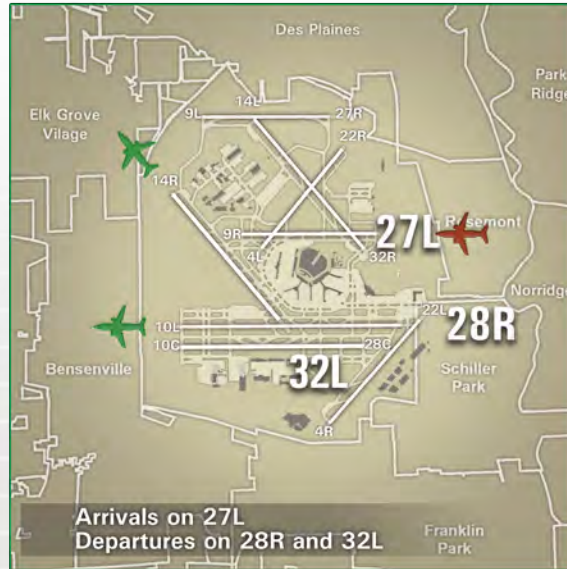 Des Plaines
Park
Ridge
Elk Grove
Vilage
14L
9L
27R
22R
14R
Rosemont
9R
27L
4L
32R
Norridge
22L
28R
10L
10C
28C
32L
Bensenville
Schiller
Park
4R
Arrivals on 27L
Departures on 28R and 32L
Franklin
Park